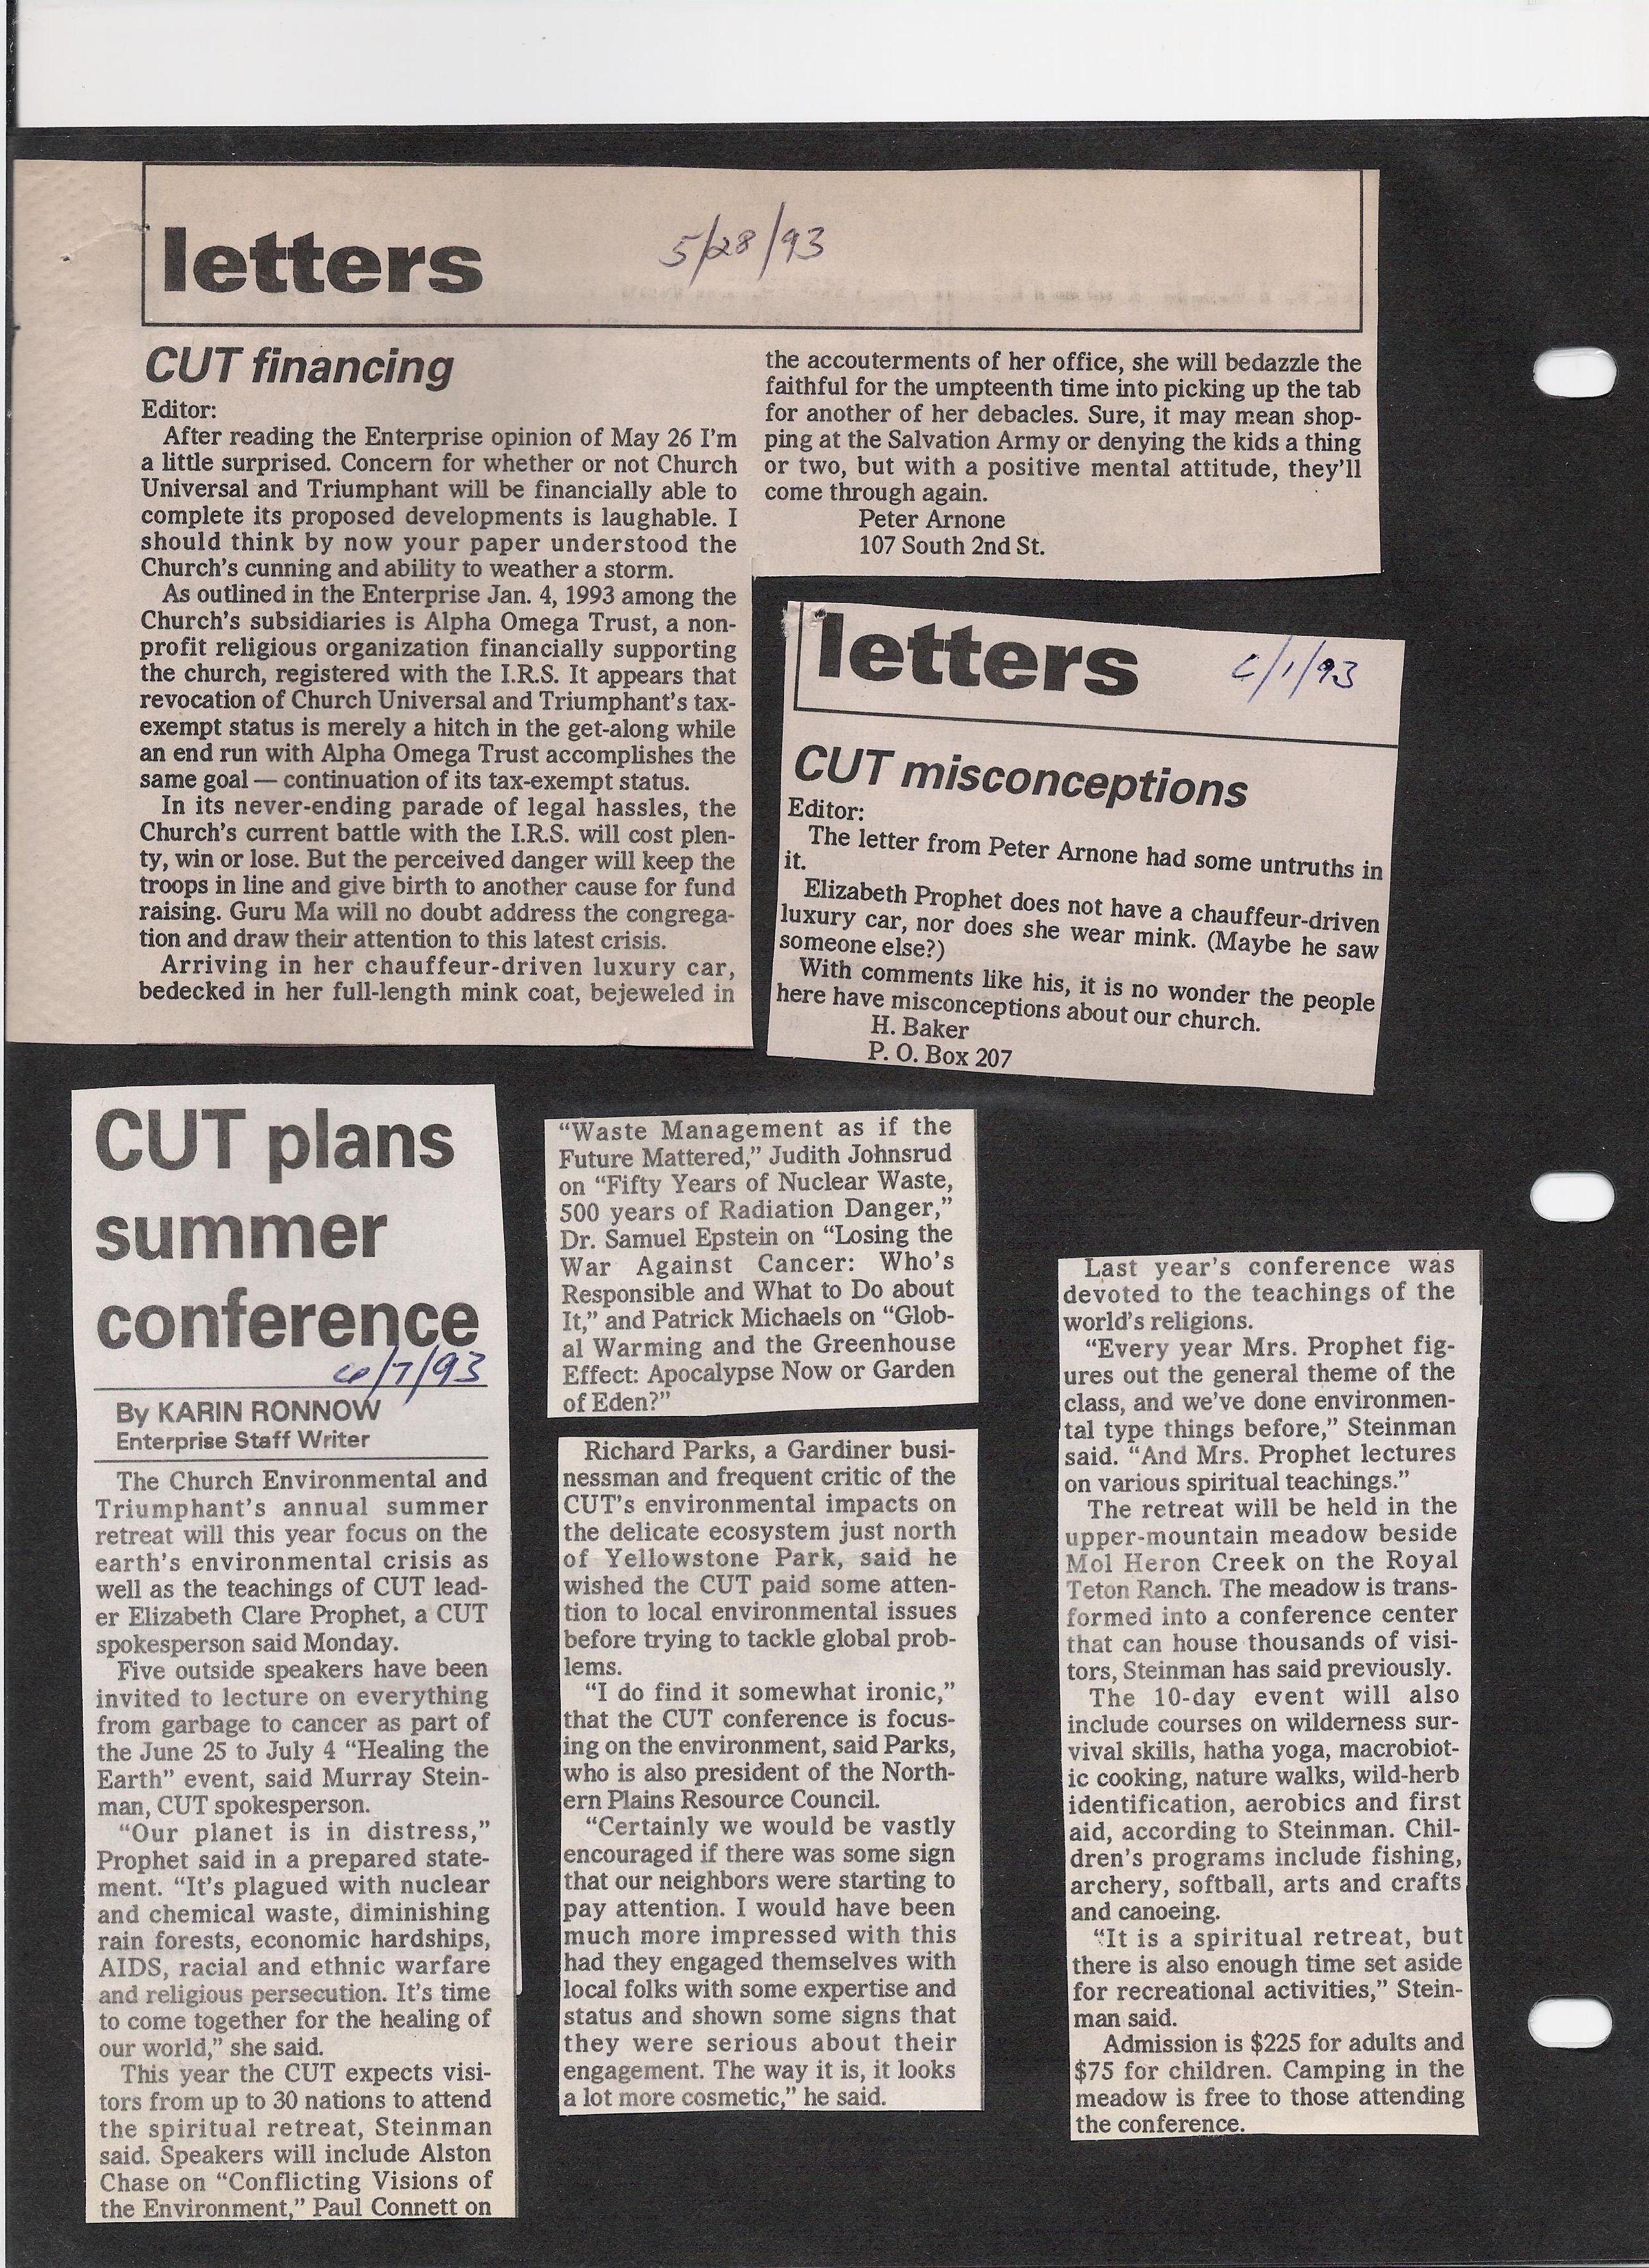 letters
5/28/93
CUT financing
Editor:
After reading the Enterprise opinion of May 26 I'm
a little surprised. Concern for whether or not Church
Universal and Triumphant will be financially able to
complete its proposed developments is laughable. I
should think by now your paper understood the
Church's cunning and ability to weather a storm.
As outlined in the Enterprise Jan. 4, 1993 among the
Church's subsidiaries is Alpha Omega Trust, a non-
profit religious organization financially supporting
the church, registered with the I.R.S. It appears that
revocation of Church Universal and Triumphant's tax-
exempt status is merely a hitch in the get-along while
an end run with Alpha Omega Trust accomplishes the
same goal — continuation of its tax-exempt status.
In its never-ending parade of legal hassles, the
Church's current battle with the I.R.S. will cost plen-
ty, win or lose. But the perceived danger will keep the
troops in line and give birth to another cause for fund
raising. Guru Ma will no doubt address the congrega-
tion and draw their attention to this latest crisis.
Arriving in her chauffeur-driven luxury car,
bedecked in her full-length mink coat, bejeweled in
the accouterments of her office, she will bedazzle the
faithful for the umpteenth time into picking up the tab
for another of her debacles. Sure, it may mean shop-
ping at the Salvation Army or denying the kids a thing
or two, but with a positive mental attitude, they'll
come through again.
Peter Arnone
107 South 2nd St.
letters
6/1/93
CUT misconceptions
Editor:
The letter from Peter Arnone had some untruths in
it.
Elizabeth Prophet does not have a chauffeur-driven
luxury car, nor does she wear mink. (Maybe he saw
someone else?)
With comments like his, it is no wonder the people
here have misconceptions about our church.
H. Baker
P. O. Box 207
CUT plans
summer
conference
6/7/93
By KARIN RONNOW
Enterprise Staff Writer
The Church Environmental and
Triumphant's annual summer
retreat will this year focus on the
earth's environmental crisis as
well as the teachings of CUT lead-
er Elizabeth Clare Prophet, a CUT
spokesperson said Monday.
Five outside speakers have been
invited to lecture on everything
from garbage to cancer as part of
the June 25 to July 4 “Healing the
Earth” event, said Murray Stein-
man, CUT spokesperson.
“Our planet is in distress,”
Prophet said in a prepared state-
ment. “It's plagued with nuclear
and chemical waste, diminishing
rain forests, economic hardships,
AIDS, racial and ethnic warfare
and religious persecution. It's time
to come together for the healing of
our world,” she said.
This year the CUT expects visi-
tors from up to 30 nations to attend
the spiritual retreat, Steinman
said. Speakers will include Alston
Chase on “Conflicting Visions of
the Environment,” Paul Connett on
“Waste Management as if the
Future Mattered,” Judith Johnsrud
on “Fifty Years of Nuclear Waste,
500 years of Radiation Danger,”
Dr. Samuel Epstein on “Losing the
War Against Cancer: Who's
Responsible and What to Do about
It,” and Patrick Michaels on “Glob-
al Warming and the Greenhouse
Effect: Apocalypse Now or Garden
of Eden?”
Richard Parks, a Gardiner busi-
nessman and frequent critic of the
CUT's environmental impacts on
the delicate ecosystem just north
of Yellowstone Park, said he
wished the CUT paid some atten-
tion to local environmental issues
before trying to tackle global prob-
lems.
“I do find it somewhat ironic,”
that the CUT conference is focus-
ing on the environment, said Parks,
who is also president of the North-
ern Plains Resource Council.
“Certainly we would be vastly
encouraged if there was some sign
that our neighbors were starting to
pay attention. I would have been
much more impressed with this
had they engaged themselves with
local folks with some expertise and
status and shown some signs that
they were serious about their
engagement. The way it is, it looks
a lot more cosmetic,” he said.
Last year's conference was
devoted to the teachings of the
world's religions.
“Every year Mrs. Prophet fig-
ures out the general theme of the
class, and we've done environmen-
tal type things before,” Steinman
said. “And Mrs. Prophet lectures
on various spiritual teachings.”
The retreat will be held in the
upper-mountain meadow beside
Mol Heron Creek on the Royal
Teton Ranch. The meadow is trans-
formed into a conference center
that can house thousands of visi-
tors, Steinman has said previously.
The 10-day event will also
include courses on wilderness sur-
vival skills, hatha yoga, macrobiot-
ic cooking, nature walks, wild-herb
identification, aerobics and first
aid, according to Steinman. Chil-
dren's programs include fishing,
archery, softball, arts and crafts
and canoeing.
“It is a spiritual retreat, but
there is also enough time set aside
for recreational activities,” Stein-
man said.
Admission is $225 for adults and
$75 for children. Camping in the
meadow is free to those attending
the conference.